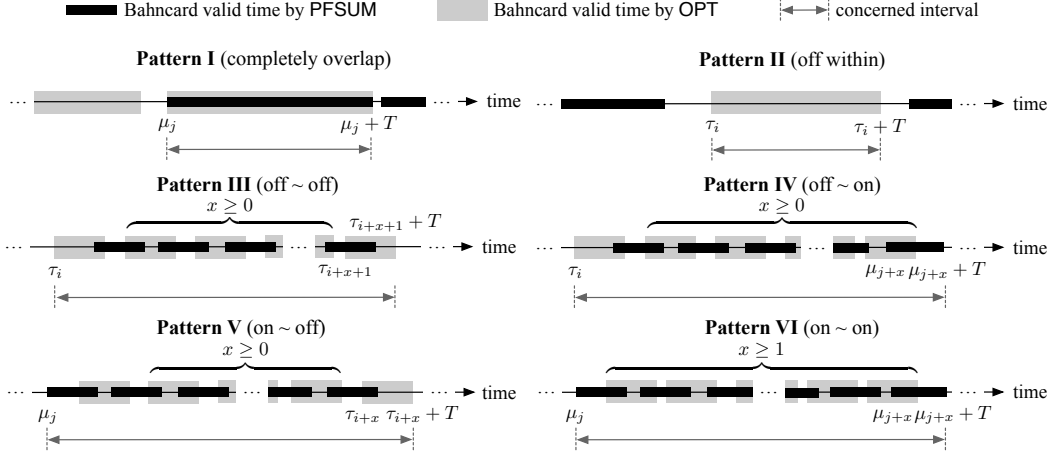 Bahncard valid time by PFSUM Bahncard valid time by OPT concerned interval
Pattern I (completely overlap)
··· ··· time
μ_j μ_j + T
Pattern II (off within)
··· ··· time
τ_i τ_i + T
Pattern III (off ~ off)
x ≥ 0
τ_{i+x+1} + T
··· ··· ··· time
τ_i τ_{i+x+1}
Pattern IV (off ~ on)
x ≥ 0
··· ··· ··· time
τ_i μ_{j+x} μ_{j+x} + T
Pattern V (on ~ off)
x ≥ 0
··· ··· ··· time
μ_j τ_{i+x} τ_{i+x} + T
Pattern VI (on ~ on)
x ≥ 1
··· ··· ··· time
μ_j μ_{j+x} μ_{j+x} + T